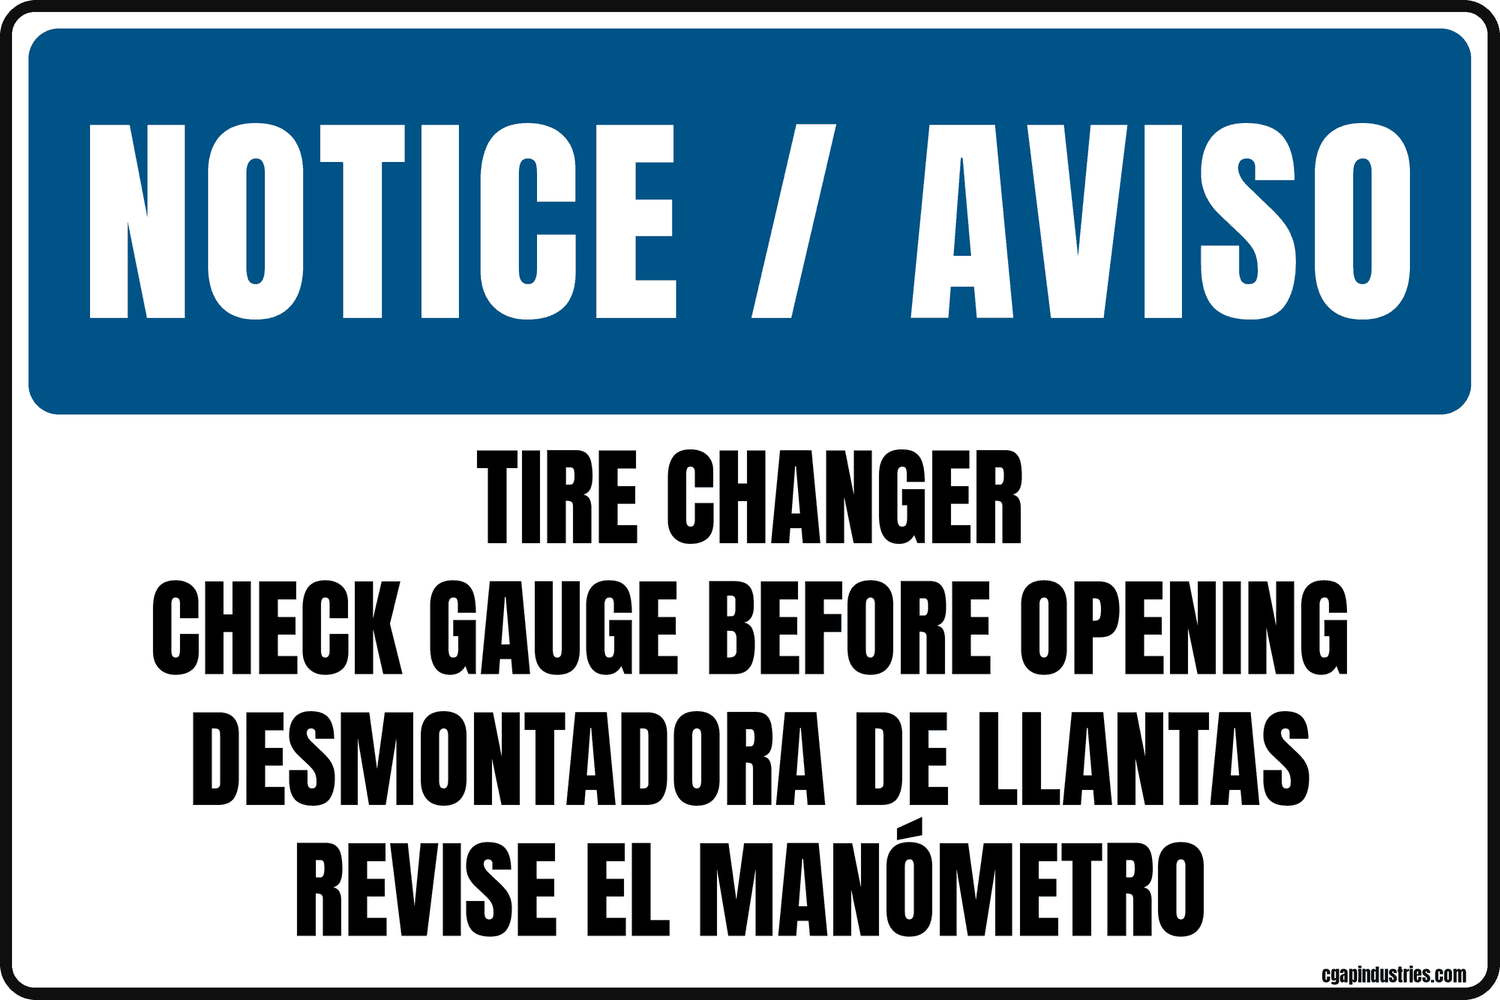 NOTICE / AVISO
TIRE CHANGER
CHECK GAUGE BEFORE OPENING
DESMONTADORA DE LLANTAS
REVISE EL MANÓMETRO
cgapindustries.com